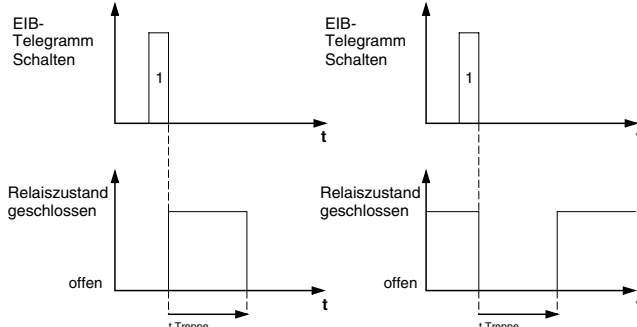 EIB-
Telegramm
Schalten
1
t
Relaiszustand
geschlossen
offen
t
t Treppe
EIB-
Telegramm
Schalten
1
t
Relaiszustand
geschlossen
offen
t
t Treppe